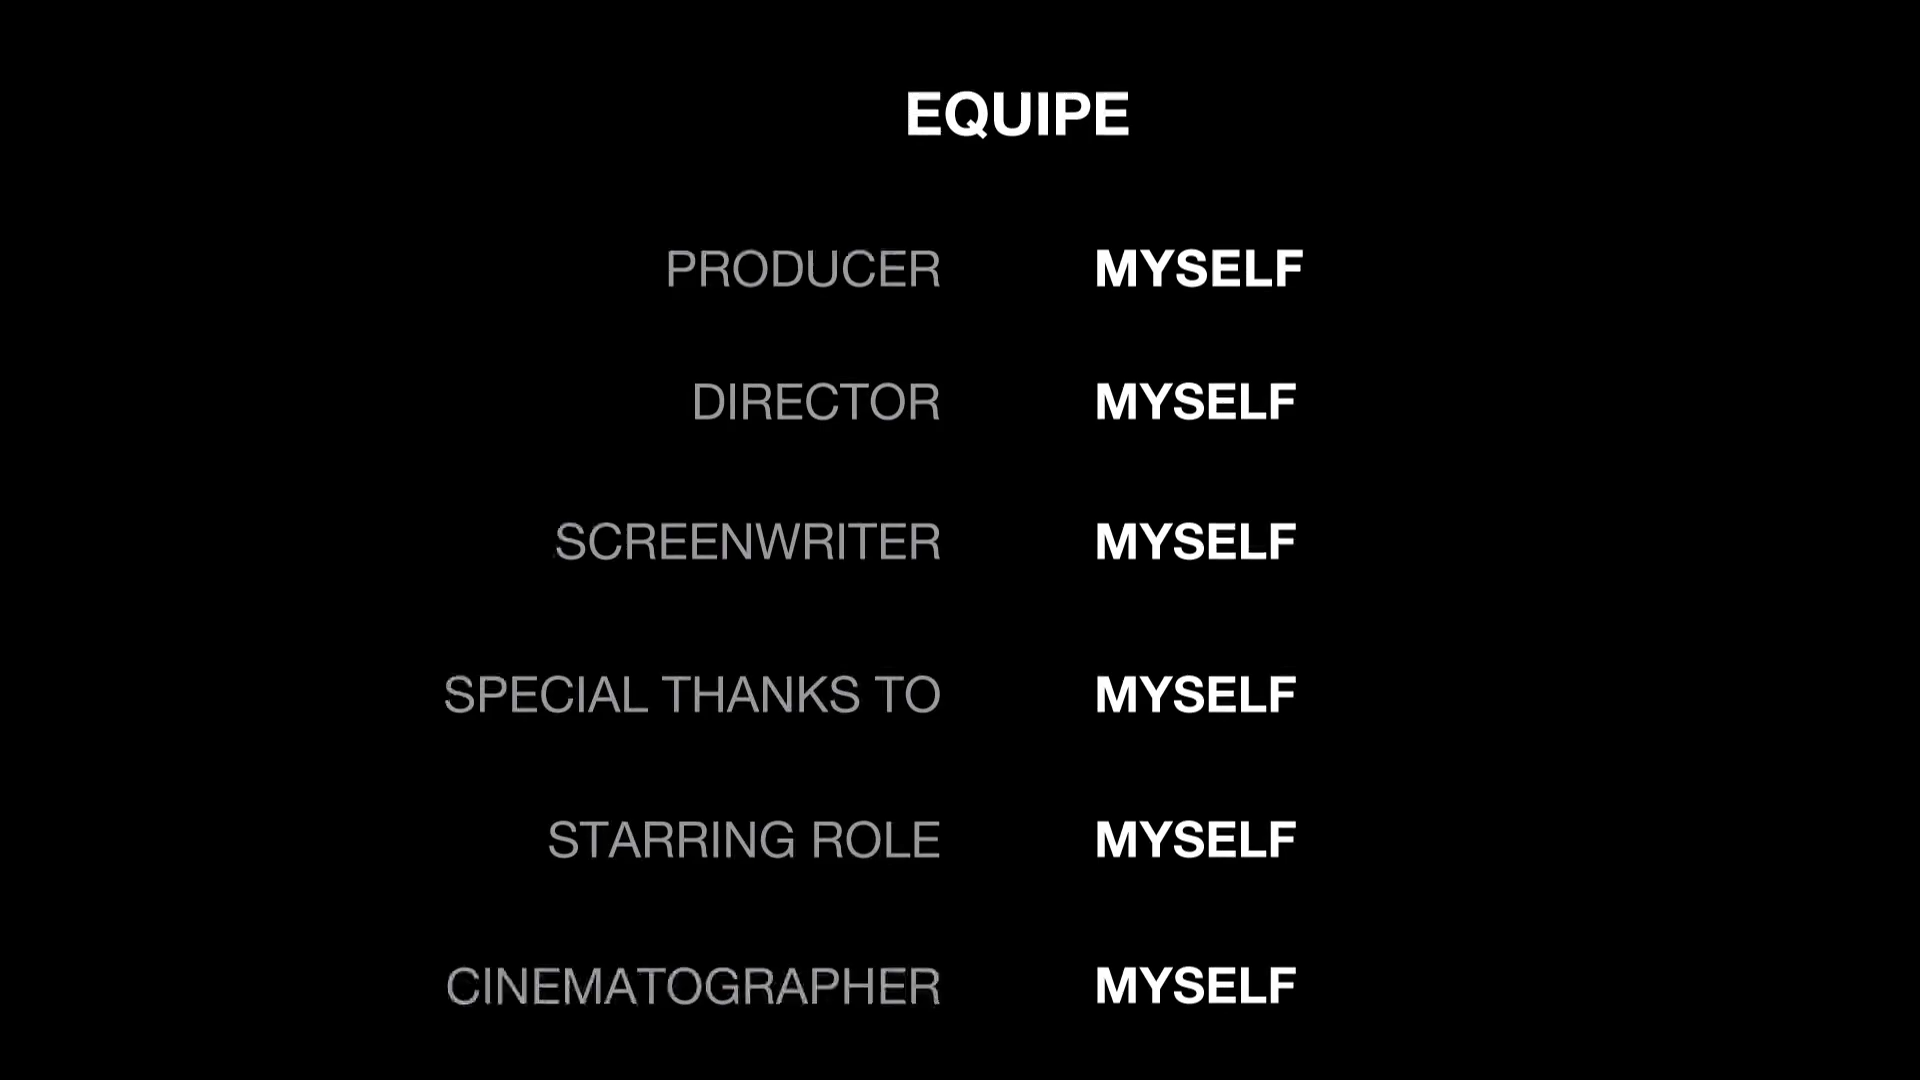 EQUIPE
PRODUCER MYSELF
DIRECTOR MYSELF
SCREENWRITER MYSELF
SPECIAL THANKS TO MYSELF
STARRING ROLE MYSELF
CINEMATOGRAPHER MYSELF